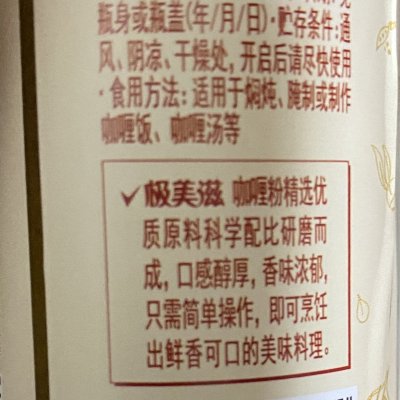 瓶身或瓶盖(年/月/日)·贮存条件:通
风、阴凉、干燥处,开启后请尽快使用
·食用方法:适用于焖炖、腌制或制作
咖喱饭、咖喱汤等
极美滋 咖喱粉精选优
质原料科学配比研磨而
成,口感醇厚,香味浓郁,
只需简单操作,即可烹饪
出鲜香可口的美味料理。